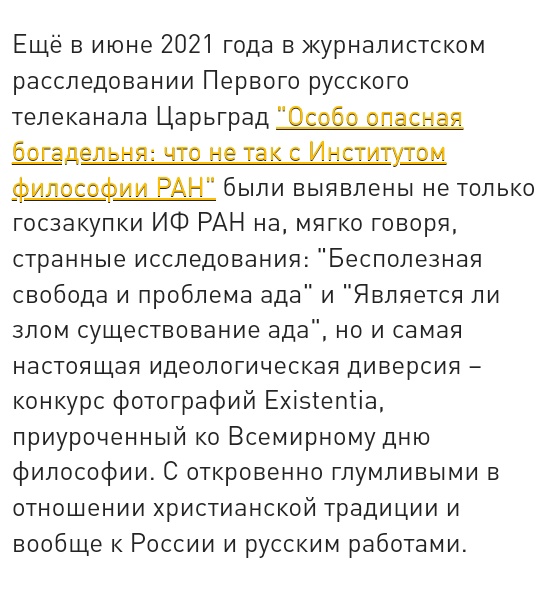 Ещё в июне 2021 года в журналистском
расследовании Первого русского
телеканала Царьград "Особо опасная
богадельня: что не так с Институтом
философии РАН" были выявлены не только
госзакупки ИФ РАН на, мягко говоря,
странные исследования: "Бесполезная
свобода и проблема ада" и "Является ли
злом существование ада", но и самая
настоящая идеологическая диверсия –
конкурс фотографий Existentia,
приуроченный ко Всемирному дню
философии. С откровенно глумливыми в
отношении христианской традиции и
вообще к России и русским работами.